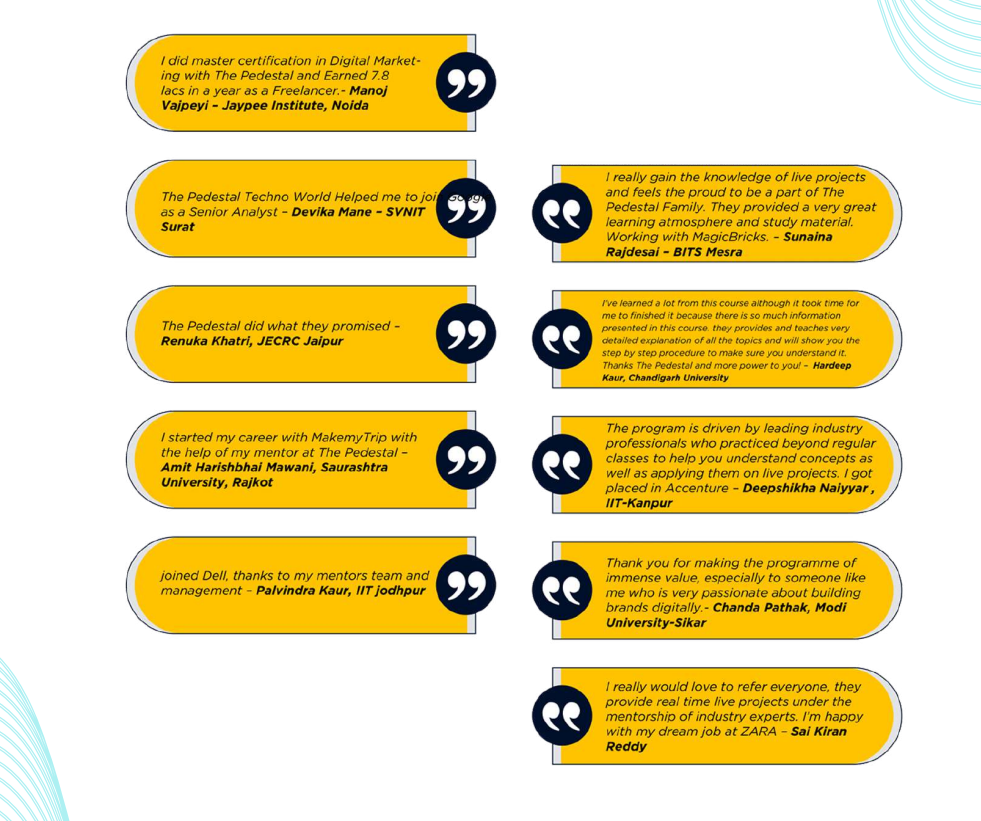 I did master certification in Digital Market-
ing with The Pedestal and Earned 7.8
lacs in a year as a Freelancer.- Manoj
Vajpeyi – Jaypee Institute, Noida
The Pedestal Techno World Helped me to join Google
as a Senior Analyst – Devika Mane – SVNIT
Surat
The Pedestal did what they promised –
Renuka Khatri, JECRC Jaipur
I started my career with MakemyTrip with
the help of my mentor at The Pedestal –
Amit Harishbhai Mawani, Saurashtra
University, Rajkot
joined Dell, thanks to my mentors team and
management – Palvindra Kaur, IIT jodhpur
I really gain the knowledge of live projects
and feels the proud to be a part of The
Pedestal Family. They provided a very great
learning atmosphere and study material.
Working with MagicBricks. – Sunaina
Rajdesai – BITS Mesra
I've learned a lot from this course although it took time for
me to finished it because there is so much information
presented in this course. they provides and teaches very
detailed explanation of all the topics and will show you the
step by step procedure to make sure you understand it.
Thanks The Pedestal and more power to you! – Hardeep
Kaur, Chandigarh University
The program is driven by leading industry
professionals who practiced beyond regular
classes to help you understand concepts as
well as applying them on live projects. I got
placed in Accenture – Deepshikha Naiyyar ,
IIT-Kanpur
Thank you for making the programme of
immense value, especially to someone like
me who is very passionate about building
brands digitally.- Chanda Pathak, Modi
University-Sikar
I really would love to refer everyone, they
provide real time live projects under the
mentorship of industry experts. I'm happy
with my dream job at ZARA – Sai Kiran
Reddy